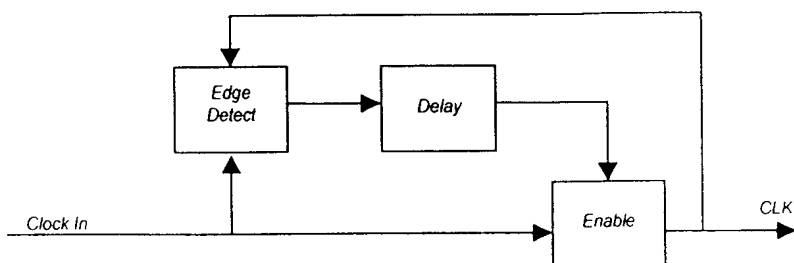 Edge
Detect
Delay
Clock In
Enable
CLK